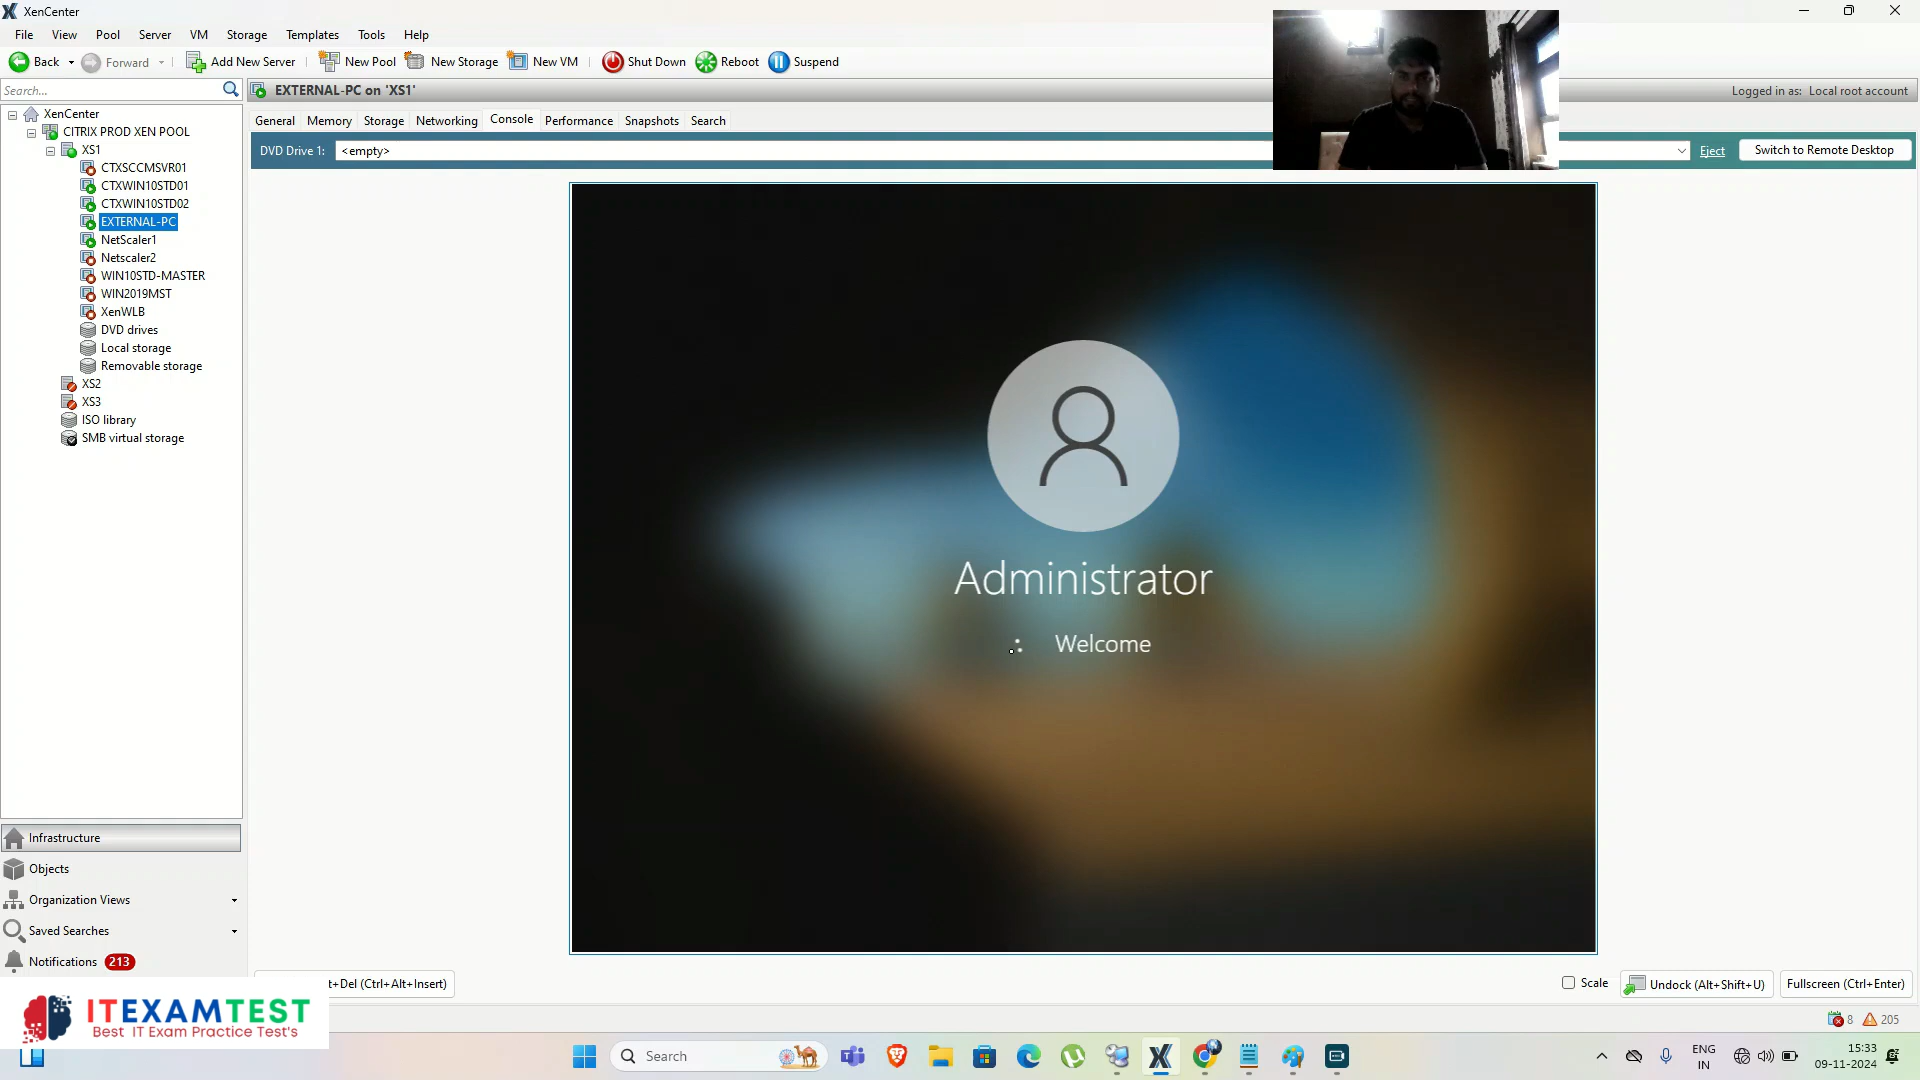 XenCenter
File View Pool Server VM Storage Templates Tools Help
Back Forward Add New Server New Pool New Storage New VM Shut Down Reboot Suspend
Search...
EXTERNAL-PC on 'XS1'
Logged in as: Local root account
General Memory Storage Networking Console Performance Snapshots Search
DVD Drive 1: <empty> Eject Switch to Remote Desktop
XenCenter
CITRIX PROD XEN POOL
XS1
CTXSCCMSVR01
CTXWIN10STD01
CTXWIN10STD02
EXTERNAL-PC
NetScaler1
Netscaler2
WIN10STD-MASTER
WIN2019MST
XenWLB
DVD drives
Local storage
Removable storage
XS2
XS3
ISO library
SMB virtual storage
Administrator
Welcome
Infrastructure
Objects
Organization Views
Saved Searches
Notifications 213
t+Del (Ctrl+Alt+Insert)
Scale Undock (Alt+Shift+U) Fullscreen (Ctrl+Enter)
ITEXAMTEST
Best IT Exam Practice Test's
8 205
Search
ENG
IN
15:33
09-11-2024